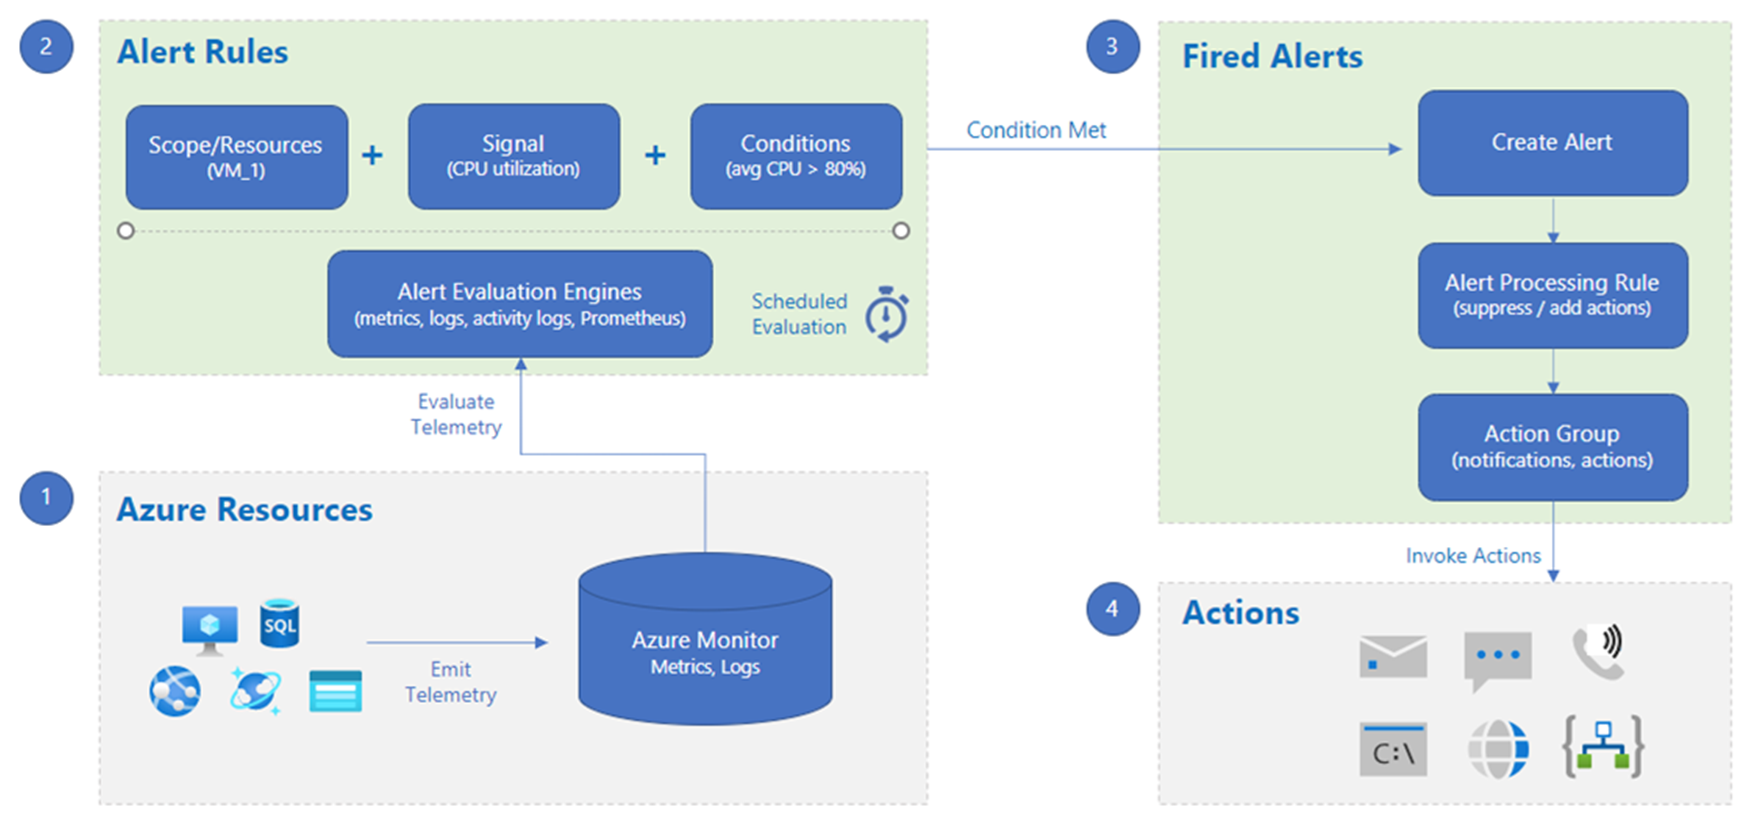 2
Alert Rules
Scope/Resources
(VM_1)
+
Signal
(CPU utilization)
+
Conditions
(avg CPU > 80%)
Alert Evaluation Engines
(metrics, logs, activity logs, Prometheus)
Scheduled
Evaluation
Evaluate
Telemetry
1
Azure Resources
SQL
Emit
Telemetry
Azure Monitor
Metrics, Logs
Condition Met
3
Fired Alerts
Create Alert
Alert Processing Rule
(suppress / add actions)
Action Group
(notifications, actions)
Invoke Actions
4
Actions
C:\